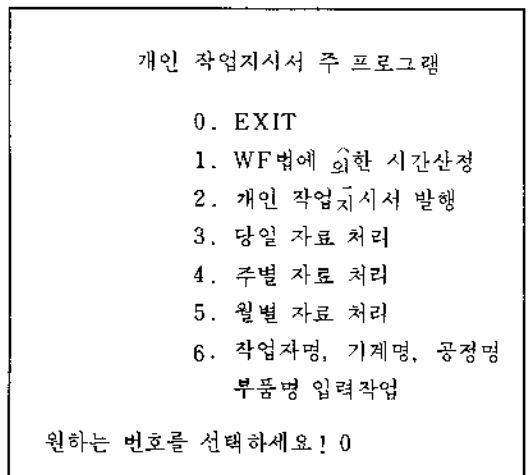 개인 작업지시서 주 프로그램
0. EXIT
1. WF법에 의한 시간산정
2. 개인 작업지시서 발행
3. 당일 자료 처리
4. 주별 자료 처리
5. 월별 자료 처리
6. 작업자명, 기계명, 공정명
부품명 입력작업
원하는 번호를 선택하세요! 0